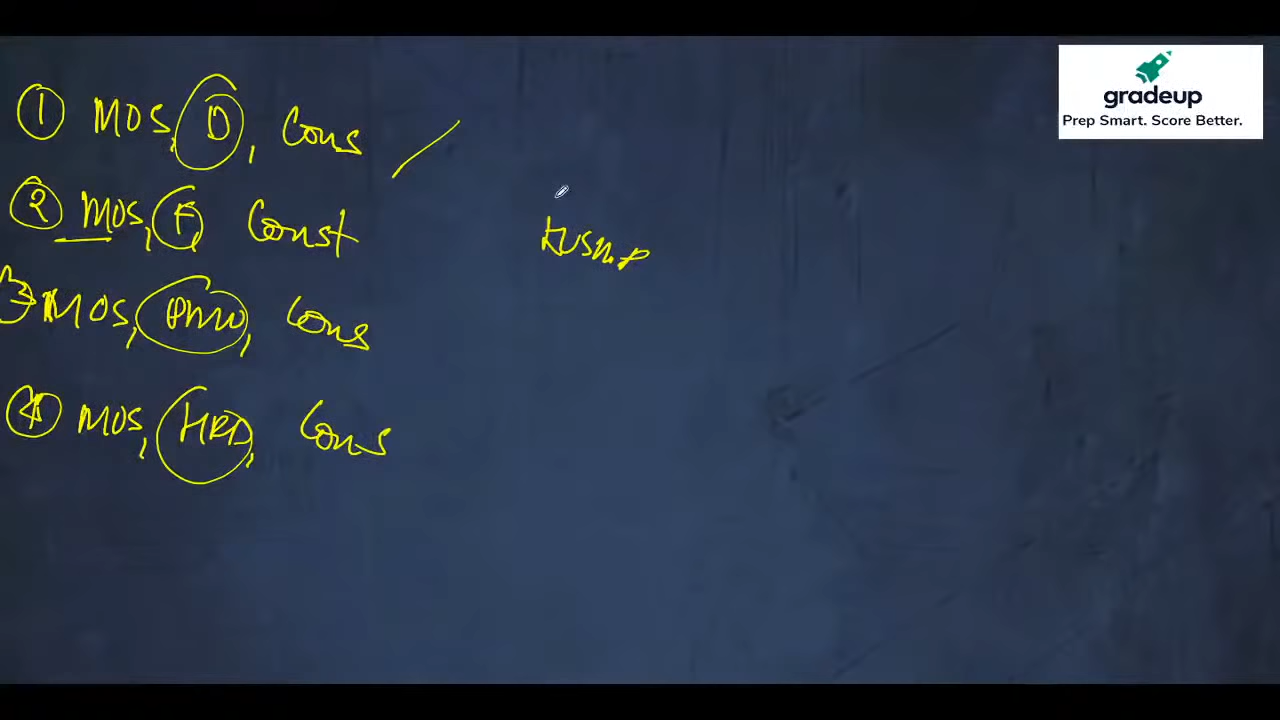 ① MOS, D, Cons
② MOS, F, Const
3 MOS, PMO, Cons
④ MOS, HRD, Cons
gradeup
Prep Smart. Score Better.